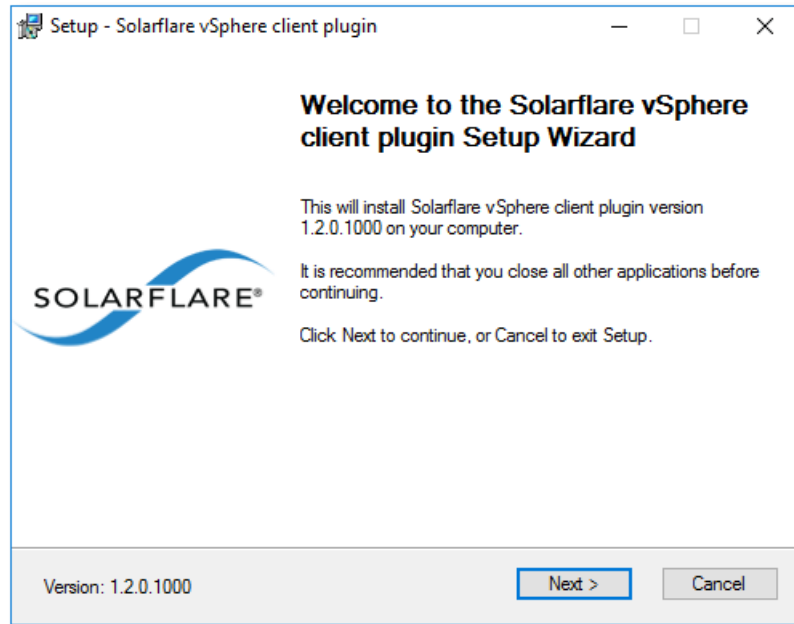 Setup - Solarflare vSphere client plugin
Welcome to the Solarflare vSphere
client plugin Setup Wizard
This will install Solarflare vSphere client plugin version
1.2.0.1000 on your computer.
It is recommended that you close all other applications before
continuing.
Click Next to continue, or Cancel to exit Setup.
SOLARFLARE®
Version: 1.2.0.1000
Next >
Cancel